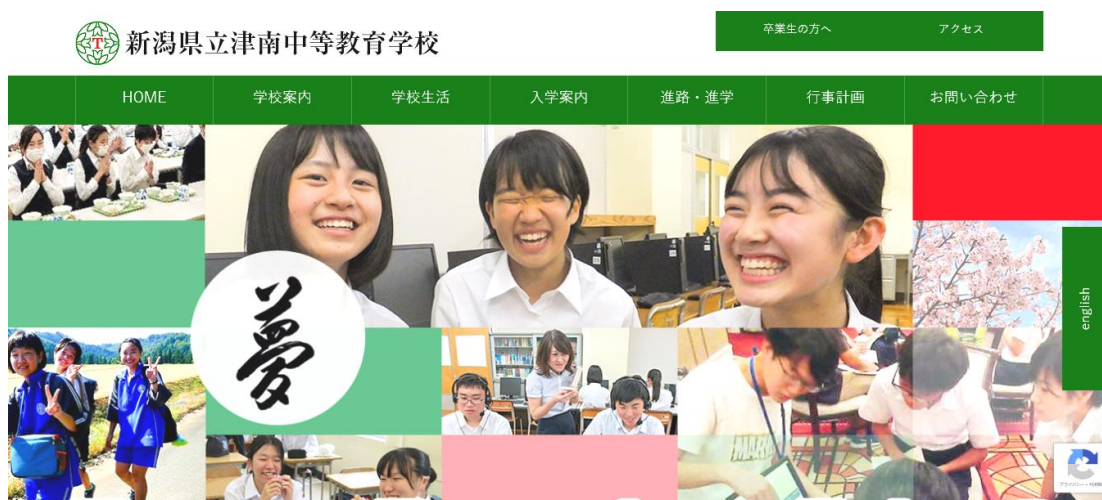 新潟県立津南中等教育学校
卒業生の方へ
アクセス
HOME
学校案内
学校生活
入学案内
進路・進学
行事計画
お問い合わせ
夢
english